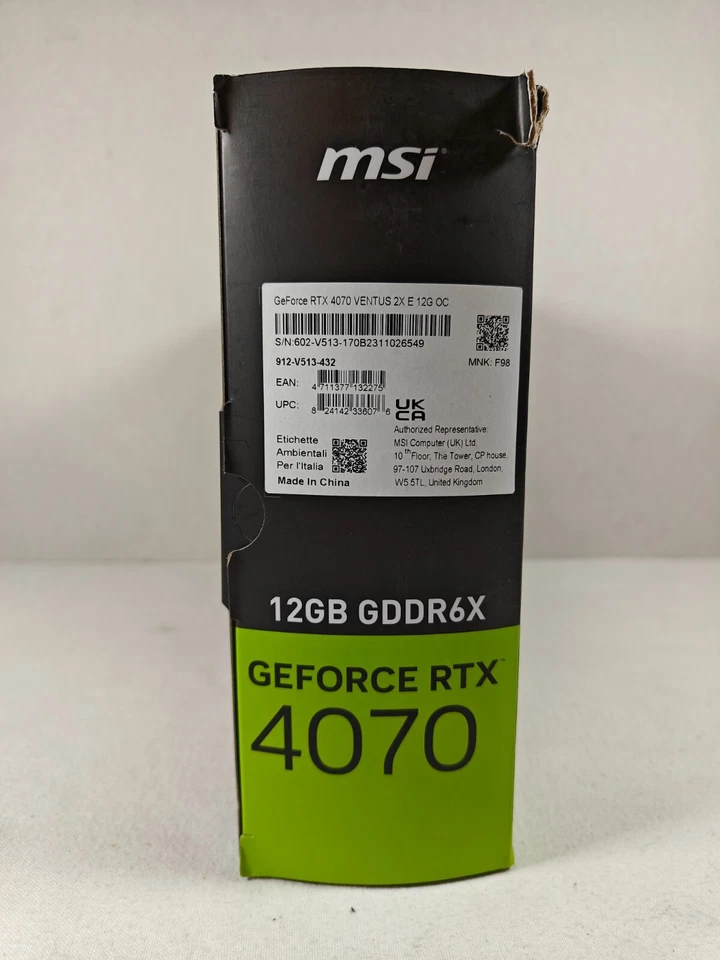 msi®
GeForce RTX 4070 VENTUS 2X E 12G OC
S/N:602-V513-170B2311026549
912-V513-432
MNK: F98
EAN:
4 711377 132275
UPC:
8 24142 33607 6
UK
CA
Authorized Representative:
MSI Computer (UK) Ltd.
10 th Floor, The Tower, CP house,
97-107 Uxbridge Road, London,
W5 5TL, United Kingdom
Etichette
Ambientali
Per l'Italia
Made In China
12GB GDDR6X
GEFORCE RTX™
4070